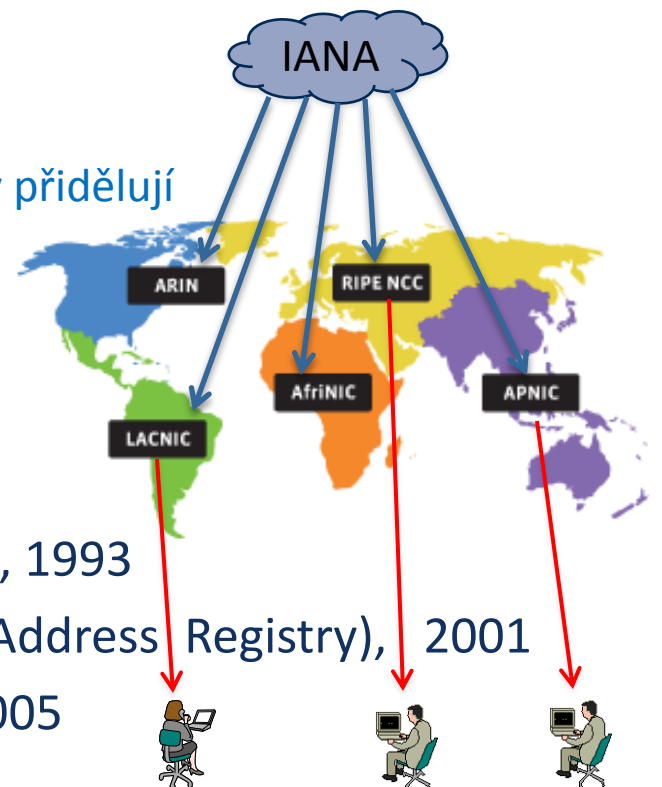 IANA
přidělují
ARIN
RIPE NCC
AfriNIC
APNIC
LACNIC
, 1993
Address Registry), 2001
005